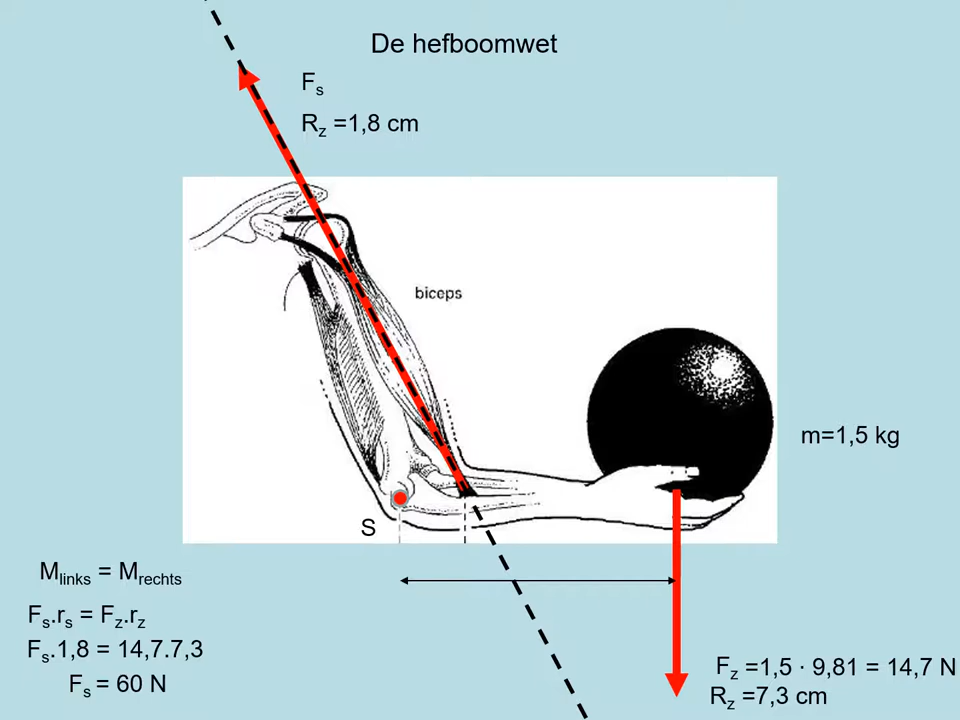 De hefboomwet
Fs
Rz =1,8 cm
biceps
m=1,5 kg
S
Mlinks = Mrechts
Fs.rs = Fz.rz
Fs.1,8 = 14,7.7,3
Fs = 60 N
Fz =1,5 · 9,81 = 14,7 N
Rz =7,3 cm